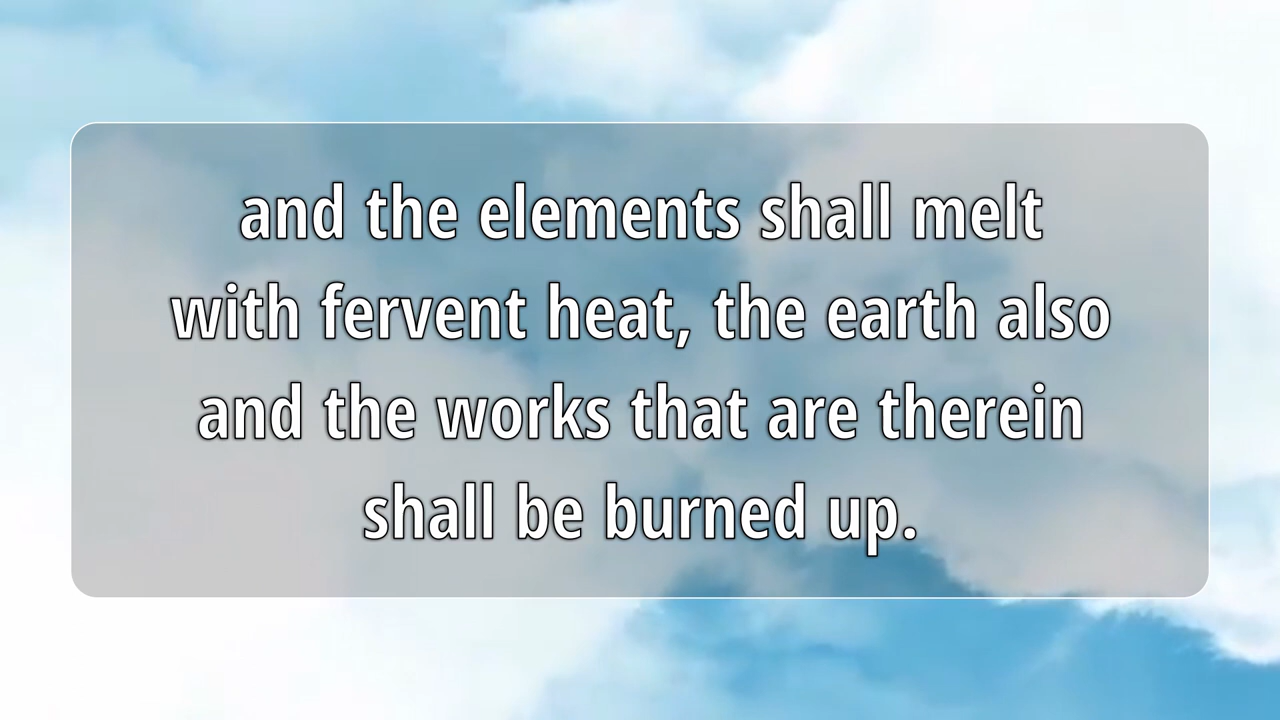 and the elements shall melt
with fervent heat, the earth also
and the works that are therein
shall be burned up.